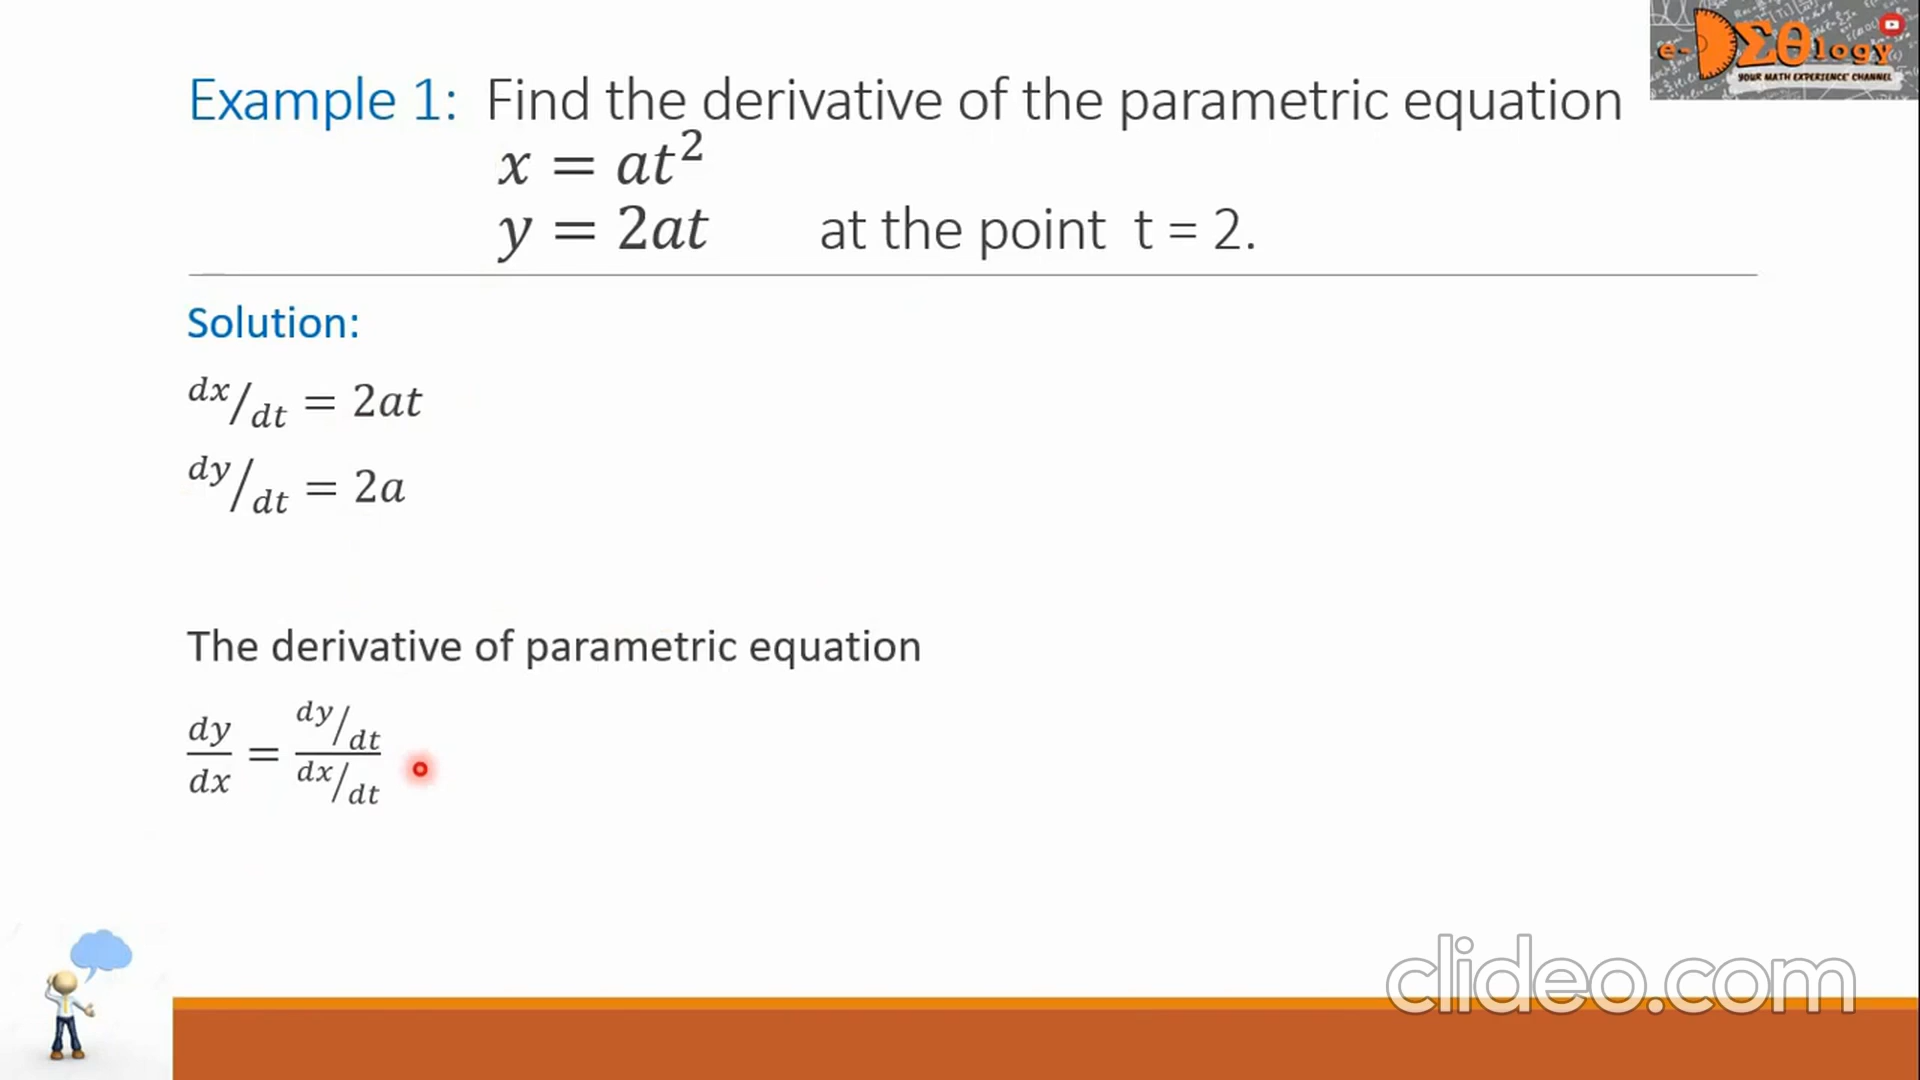 e-DΣθlogy
YOUR MATH EXPERIENCE CHANNEL
Example 1: Find the derivative of the parametric equation
x = at²
y = 2at at the point t = 2.
Solution:
dx/dt = 2at
dy/dt = 2a
The derivative of parametric equation
dy/dx = (dy/dt)/(dx/dt)
clideo.com